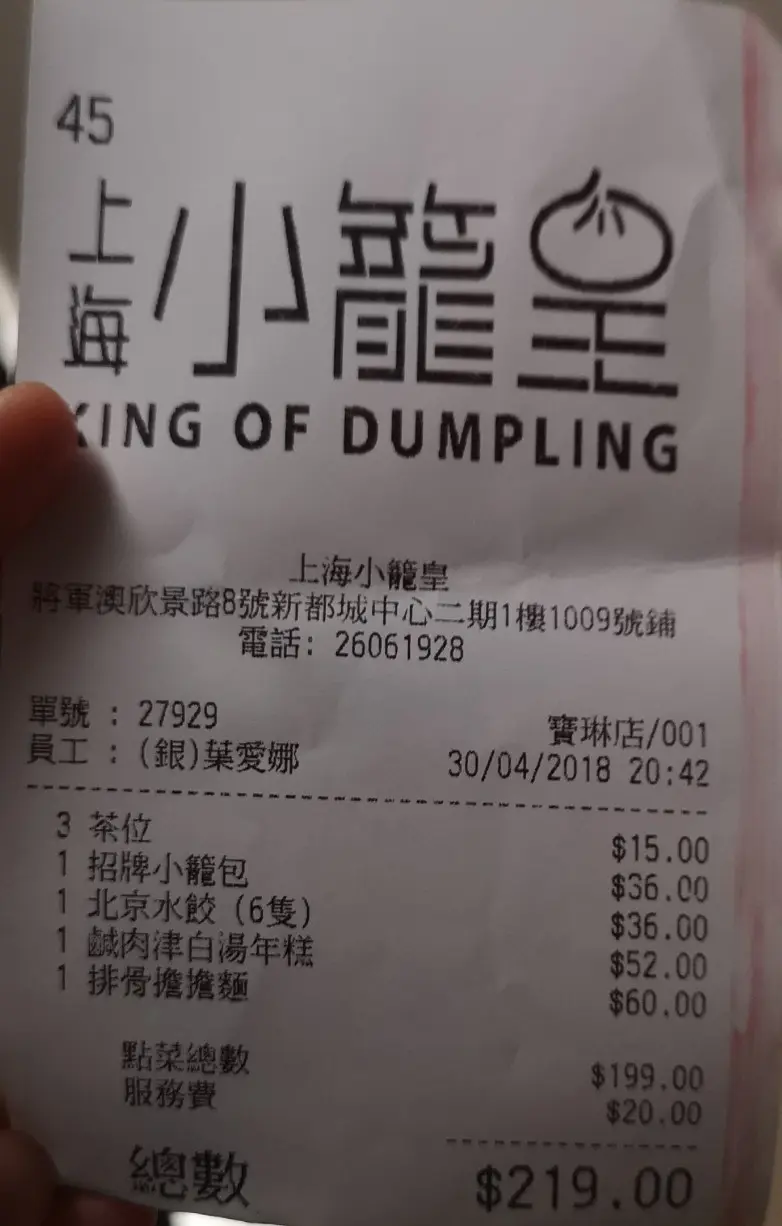 45
上海小籠皇
KING OF DUMPLING
上海小籠皇
將軍澳欣景路8號新都城中心二期1樓1009號鋪
電話: 26061928
單號 : 27929 寶琳店/001
員工 : (銀)葉愛娜 30/04/2018 20:42
3 茶位 $15.00
1 招牌小籠包 $36.00
1 北京水餃 (6隻) $36.00
1 鹹肉津白湯年糕 $52.00
1 排骨擔擔麵 $60.00
點菜總數 $199.00
服務費 $20.00
總數 $219.00